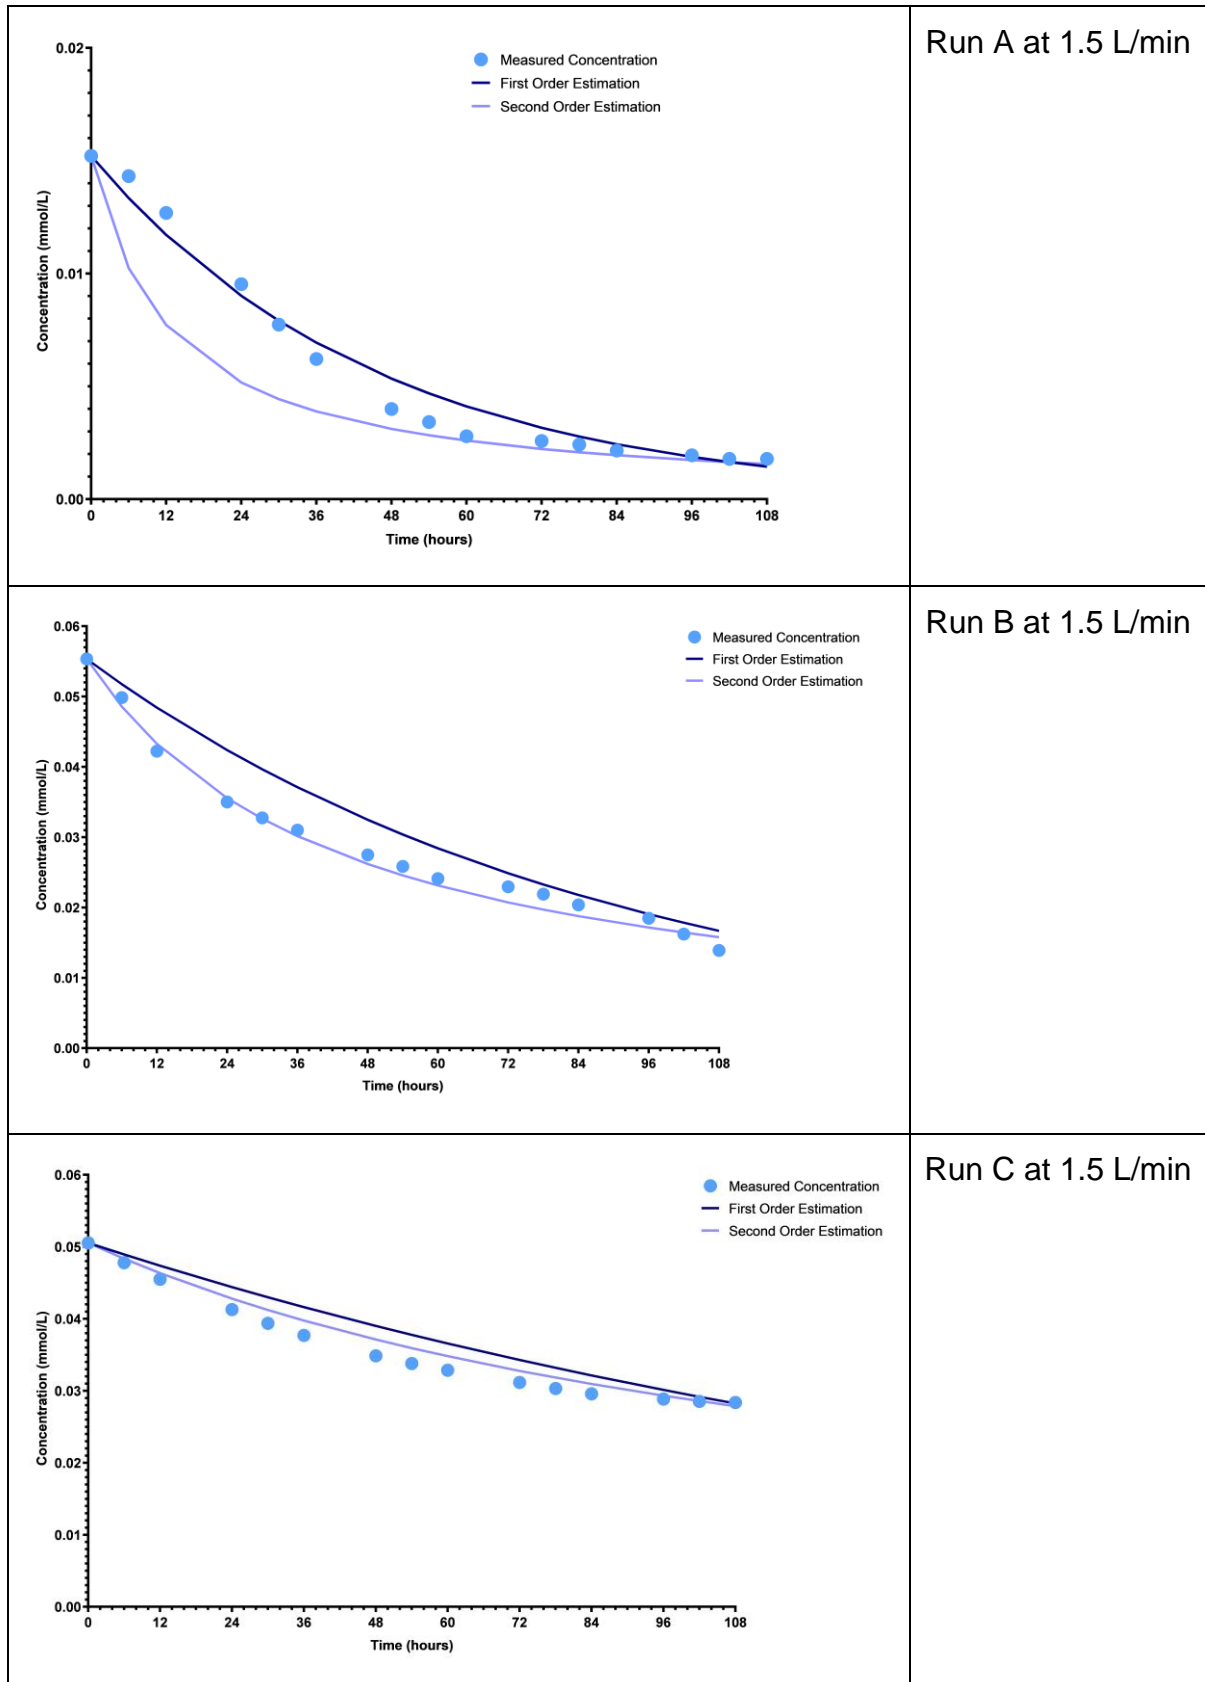 Run A at 1.5 L/min
0.02
Measured Concentration
First Order Estimation
Second Order Estimation
Concentration (mmol/L)
0.01
0.00
0 12 24 36 48 60 72 84 96 108
Time (hours)
Run B at 1.5 L/min
0.06
Measured Concentration
First Order Estimation
Second Order Estimation
0.05
0.04
Concentration (mmol/L)
0.03
0.02
0.01
0.00
0 12 24 36 48 60 72 84 96 108
Time (hours)
Run C at 1.5 L/min
0.06
Measured Concentration
First Order Estimation
Second Order Estimation
0.05
0.04
Concentration (mmol/L)
0.03
0.02
0.01
0.00
0 12 24 36 48 60 72 84 96 108
Time (hours)